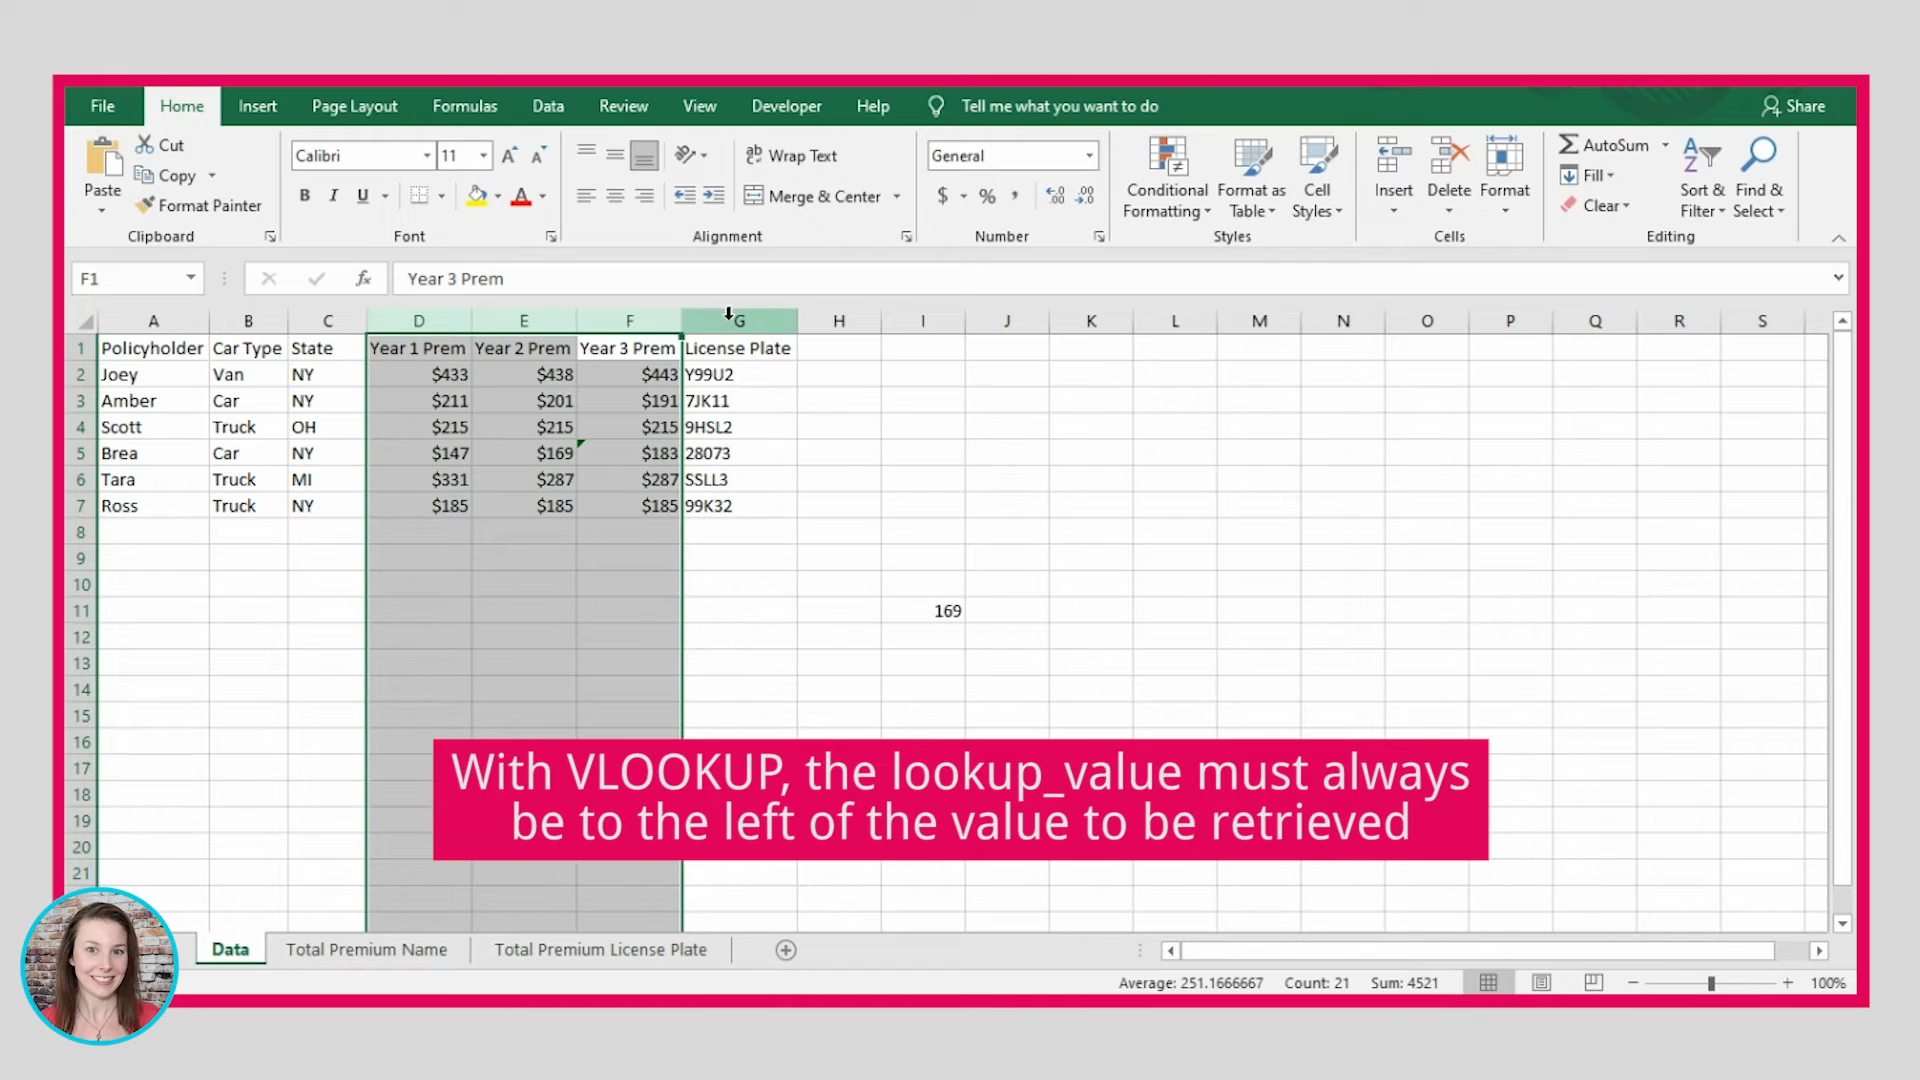 File Home Insert Page Layout Formulas Data Review View Developer Help Tell me what you want to do Share
Paste Cut Copy Format Painter Clipboard
Calibri 11 A A B I U A Font
ab Wrap Text Merge & Center Alignment
General $ % , .00 .00 Number
Conditional Formatting Format as Table Cell Styles Styles
Insert Delete Format Cells
AutoSum Fill Clear Sort & Filter Find & Select Editing
F1 fx Year 3 Prem
A B C D E F G H I J K L M N O P Q R S
1 Policyholder Car Type State Year 1 Prem Year 2 Prem Year 3 Prem License Plate
2 Joey Van NY $433 $438 $443 Y99U2
3 Amber Car NY $211 $201 $191 7JK11
4 Scott Truck OH $215 $215 $215 9HSL2
5 Brea Car NY $147 $169 $183 28073
6 Tara Truck MI $331 $287 $287 SSLL3
7 Ross Truck NY $185 $185 $185 99K32
8
9
10
11 169
12
13
14
15
16
17
18
19
20
21
With VLOOKUP, the lookup_value must always
be to the left of the value to be retrieved
Data Total Premium Name Total Premium License Plate
Average: 251.1666667 Count: 21 Sum: 4521 100%